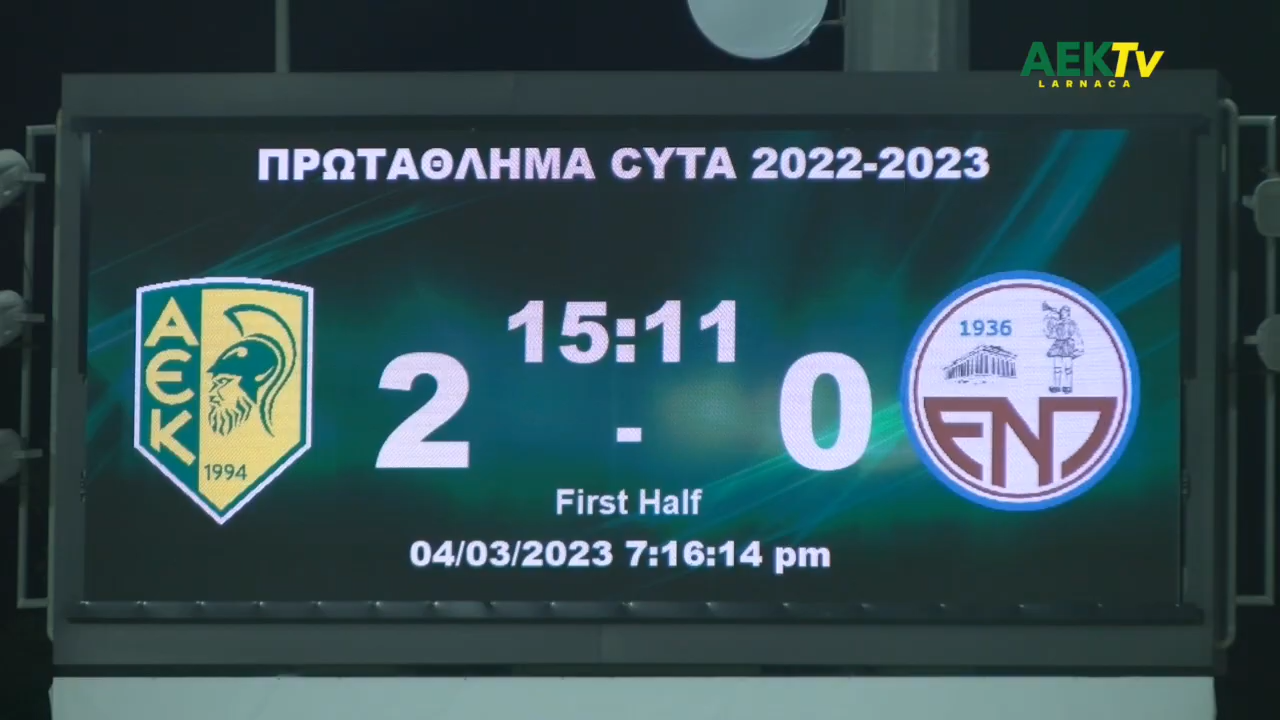 AEKTv
LARNACA
ΠΡΩΤΑΘΛΗΜΑ CYTA 2022-2023
ΑΕΚ
1994
15:11
2 - 0
1936
ΕΝΠ
First Half
04/03/2023 7:16:14 pm